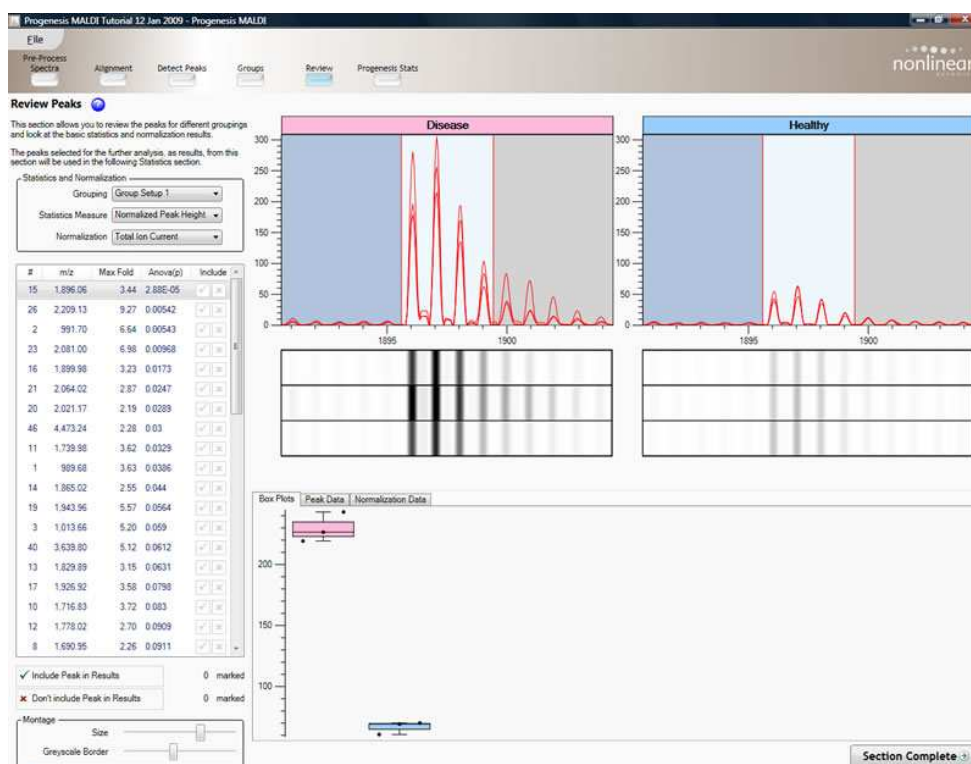 Progenesis MALDI Tutorial 12 Jan 2009 - Progenesis MALDI
File
Pre-Process Spectra
Alignment
Detect Peaks
Groups
Review
Progenesis Stats
nonlinear
Review Peaks
This section allows you to review the peaks for different groupings
and look at the basic statistics and normalization results.
The peaks selected for the further analysis, as results, from this
section will be used in the following Statistics section.
Statistics and Normalization
Grouping Group Setup 1
Statistics Measure Normalized Peak Height
Normalization Total Ion Current
# m/z Max Fold Anova(p) Include
15 1,896.06 3.44 2.88E-05
26 2,209.13 9.27 0.00542
2 991.70 6.64 0.00543
23 2,081.00 6.98 0.00968
16 1,899.98 3.23 0.0173
21 2,064.02 2.87 0.0247
20 2,021.17 2.19 0.0289
46 4,473.24 2.28 0.03
11 1,739.98 3.62 0.0329
1 989.68 3.63 0.0386
14 1,865.02 2.55 0.044
19 1,943.96 5.57 0.0564
3 1,013.66 5.20 0.059
40 3,639.80 5.12 0.0612
13 1,829.89 3.15 0.0631
17 1,926.92 3.58 0.0798
10 1,716.83 3.72 0.083
12 1,778.02 2.70 0.0909
8 1,690.95 2.26 0.0911
Include Peak in Results 0 marked
Don't include Peak in Results 0 marked
Montage
Size
Greyscale Border
Disease
300
250
200
150
100
50
0
1895 1900
Healthy
300
250
200
150
100
50
0
1895 1900
Box Plots Peak Data Normalization Data
200
150
100
Section Complete